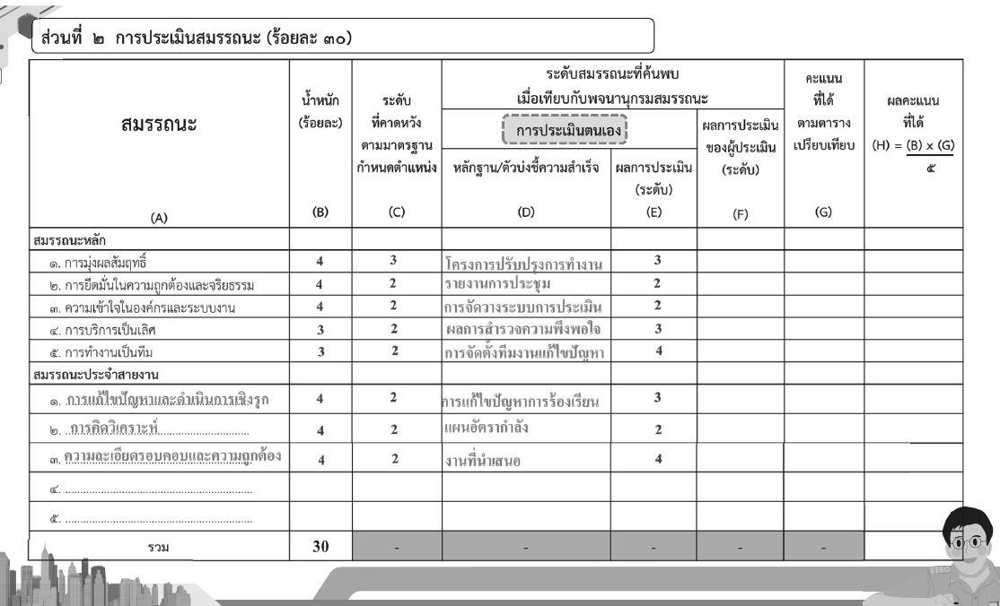 ส่วนที่ ๒ การประเมินสมรรถนะ (ร้อยละ ๓๐)
สมรรถนะ
(A)
น้ำหนัก
(ร้อยละ)
(B)
ระดับ
ที่คาดหวัง
ตามมาตรฐาน
กำหนดตำแหน่ง
(C)
ระดับสมรรถนะที่ค้นพบ
เมื่อเทียบกับพจนานุกรมสมรรถนะ
การประเมินตนเอง
หลักฐาน/ตัวบ่งชี้ความสำเร็จ
(D)
ผลการประเมิน
(ระดับ)
(E)
ผลการประเมิน
ของผู้ประเมิน
(ระดับ)
(F)
คะแนน
ที่ได้
ตามตาราง
เปรียบเทียบ
(G)
ผลคะแนน
ที่ได้
(H) = (B) x (G)
๕
สมรรถนะหลัก
๑. การมุ่งผลสัมฤทธิ์ 4 3 โครงการปรับปรุงการทำงาน 3
๒. การยึดมั่นในความถูกต้องและจริยธรรม 4 2 รายงานการประชุม 2
๓. ความเข้าใจในองค์กรและระบบงาน 4 2 การจัดวางระบบการประเมิน 2
๔. การบริการเป็นเลิศ 3 2 ผลการสำรวจความพึงพอใจ 3
๕. การทำงานเป็นทีม 3 2 การจัดตั้งทีมงานแก้ไขปัญหา 4
สมรรถนะประจำสายงาน
๑. การแก้ไขปัญหาและดำเนินการเชิงรุก 4 2 การแก้ไขปัญหาการร้องเรียน 3
๒. การคิดวิเคราะห์ 4 2 แผนอัตรากำลัง 2
๓. ความละเอียดรอบคอบและความถูกต้อง 4 2 งานที่นำเสนอ 4
๔. ........................................
๕. ........................................
รวม 30 - - - - -